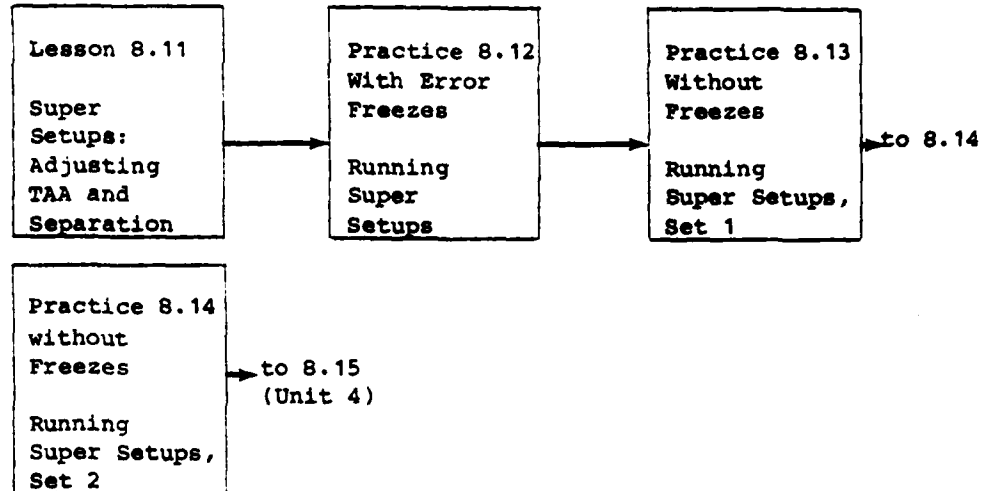 Lesson 8.11
Super
Setups:
Adjusting
TAA and
Separation
Practice 8.12
With Error
Freezes
Running
Super
Setups
Practice 8.13
Without
Freezes
Running
Super Setups,
Set 1
to 8.14
Practice 8.14
without
Freezes
Running
Super Setups,
Set 2
to 8.15
(Unit 4)